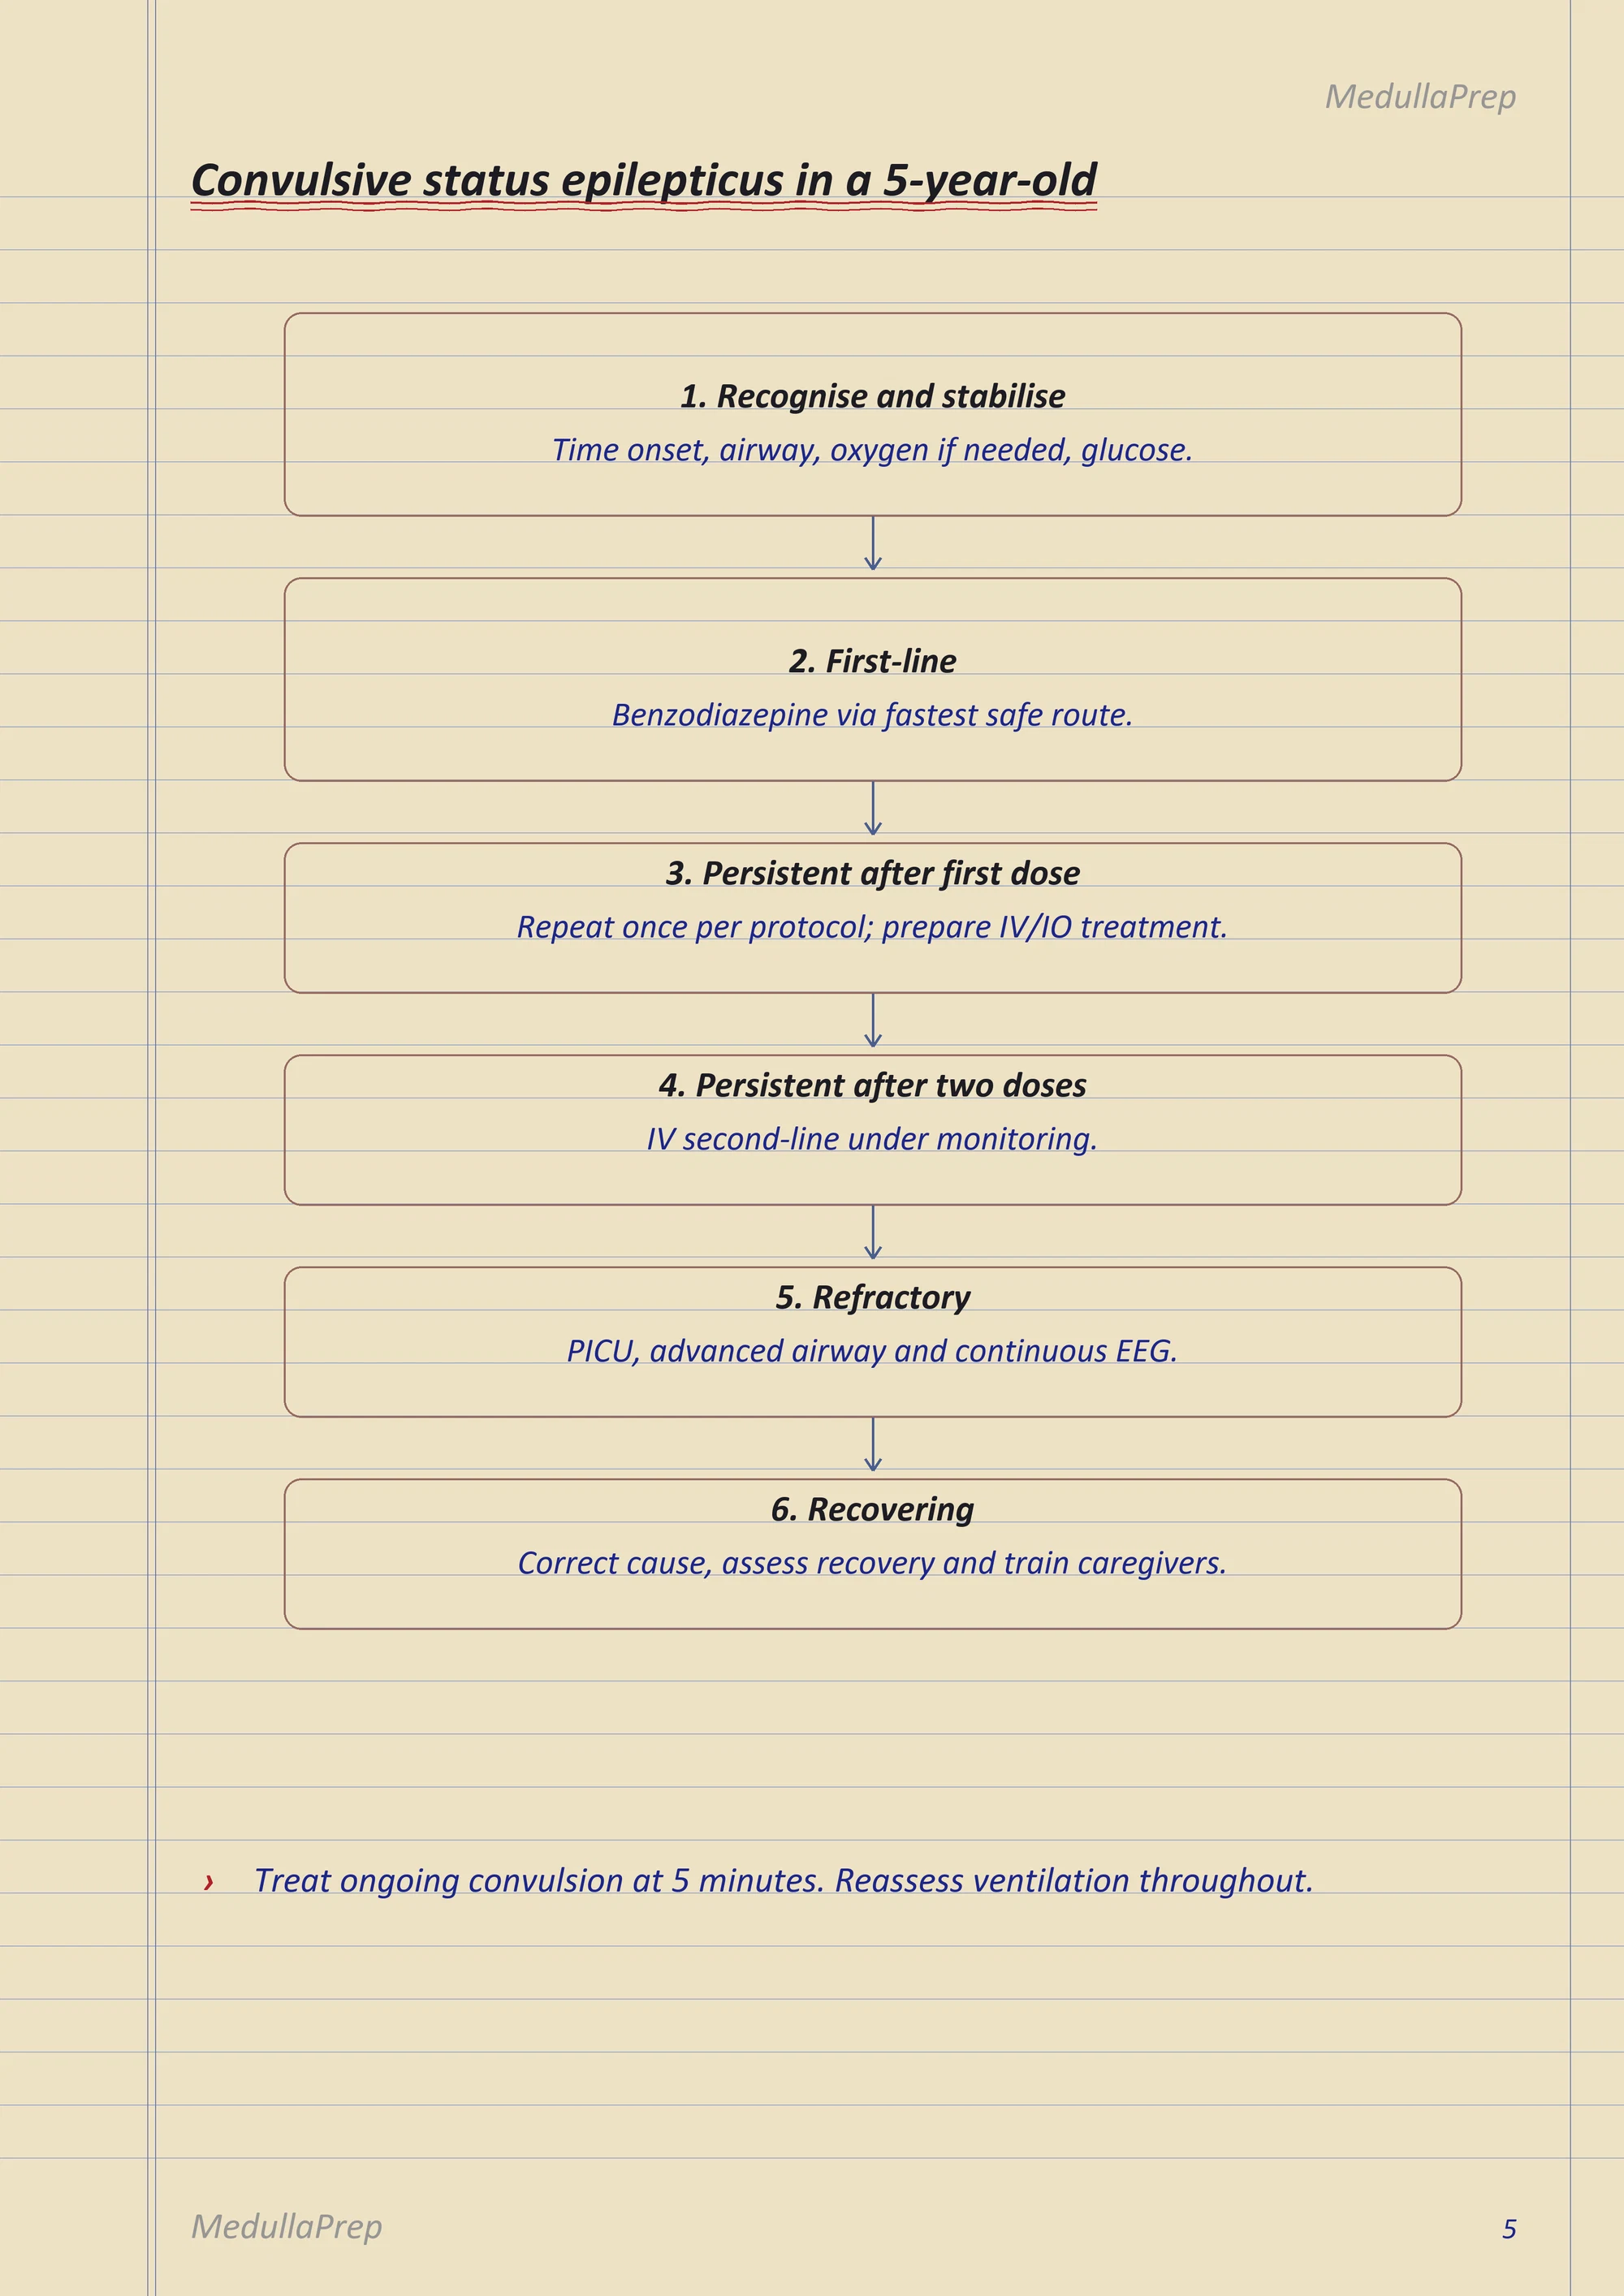 MedullaPrep
Convulsive status epilepticus in a 5-year-old
1. Recognise and stabilise
Time onset, airway, oxygen if needed, glucose.
2. First-line
Benzodiazepine via fastest safe route.
3. Persistent after first dose
Repeat once per protocol; prepare IV/IO treatment.
4. Persistent after two doses
IV second-line under monitoring.
5. Refractory
PICU, advanced airway and continuous EEG.
6. Recovering
Correct cause, assess recovery and train caregivers.
› Treat ongoing convulsion at 5 minutes. Reassess ventilation throughout.
MedullaPrep
5